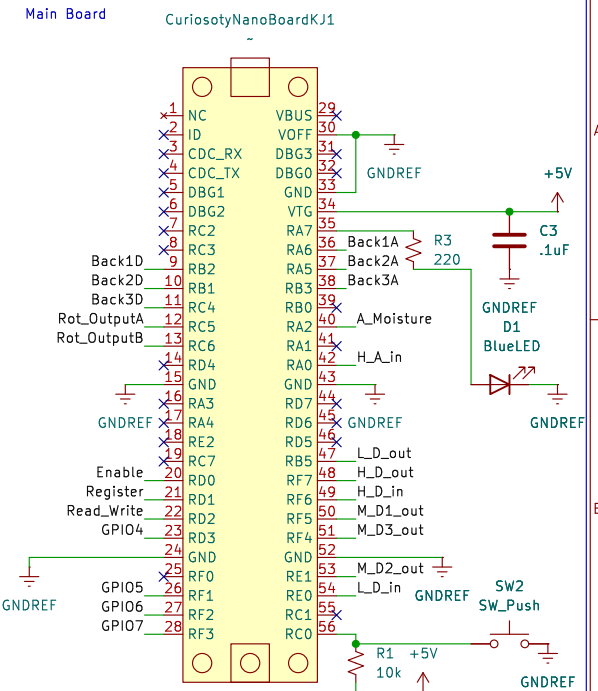 Main Board
CuriosotyNanoBoardKJ1
~
1 NC VBUS 29
2 ID VOFF 30
3 CDC_RX DBG3 31
4 CDC_TX DBG0 32 GNDREF
5 DBG1 GND 33 +5V
6 DBG2 VTG 34
7 RC2 RA7 35
8 RC3 RA6 36 Back1A R3 C3
Back1D 9 RB2 RA5 37 Back2A 220 .1uF
Back2D 10 RB1 RB3 38 Back3A
Back3D 11 RC4 RB0 39 GNDREF
Rot_OutputA 12 RC5 RA2 40 A_Moisture D1
Rot_OutputB 13 RC6 RA1 41 BlueLED
14 RD4 RA0 42 H_A_in
15 GND GND 43
16 RA3 RD7 44
GNDREF 17 RA4 RD6 45 GNDREF GNDREF
18 RE2 RD5 46
19 RC7 RB5 47 L_D_out
Enable 20 RD0 RF7 48 H_D_out
Register 21 RD1 RF6 49 H_D_in
Read_Write 22 RD2 RF5 50 M_D1_out
GPIO4 23 RD3 RF4 51 M_D3_out
24 GND GND 52
25 RF0 RE1 53 M_D2_out
GNDREF GPIO5 26 RF1 RE0 54 L_D_in GNDREF SW2
GPIO6 27 RF2 RC1 55 SW_Push
GPIO7 28 RF3 RC0 56
R1 +5V
10k
GNDREF
A
B